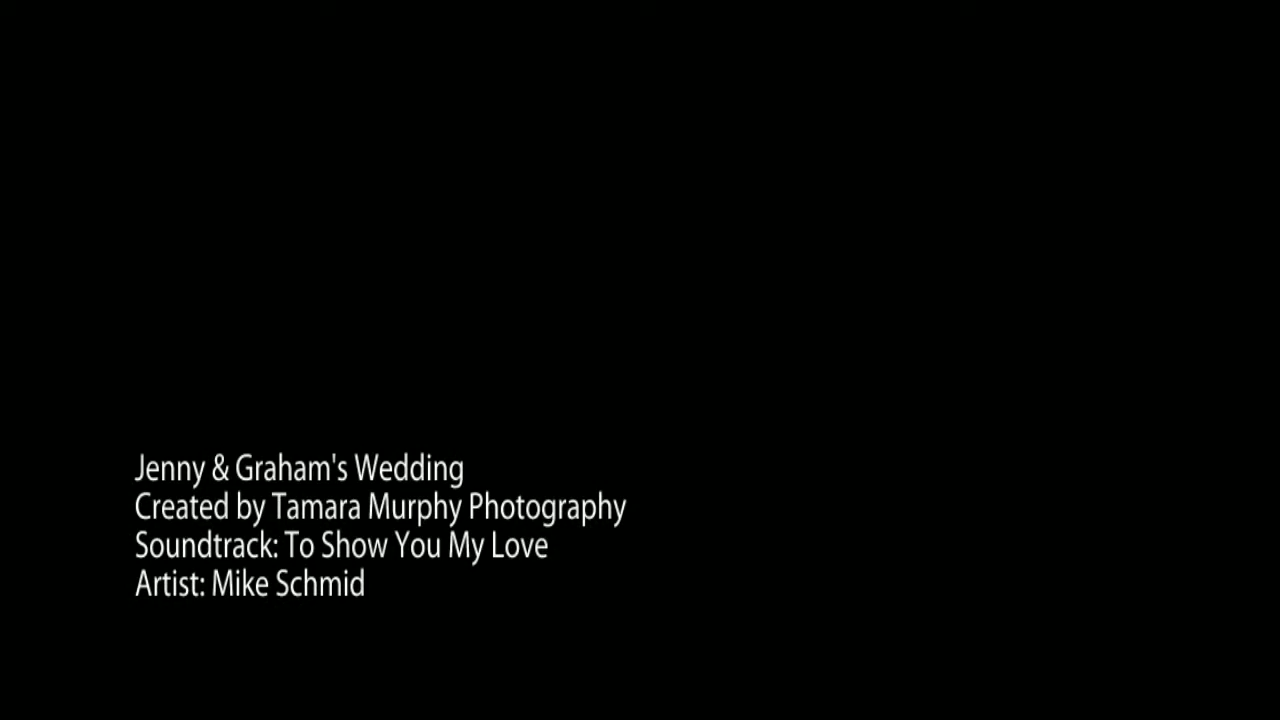 Jenny & Graham's Wedding
Created by Tamara Murphy Photography
Soundtrack: To Show You My Love
Artist: Mike Schmid